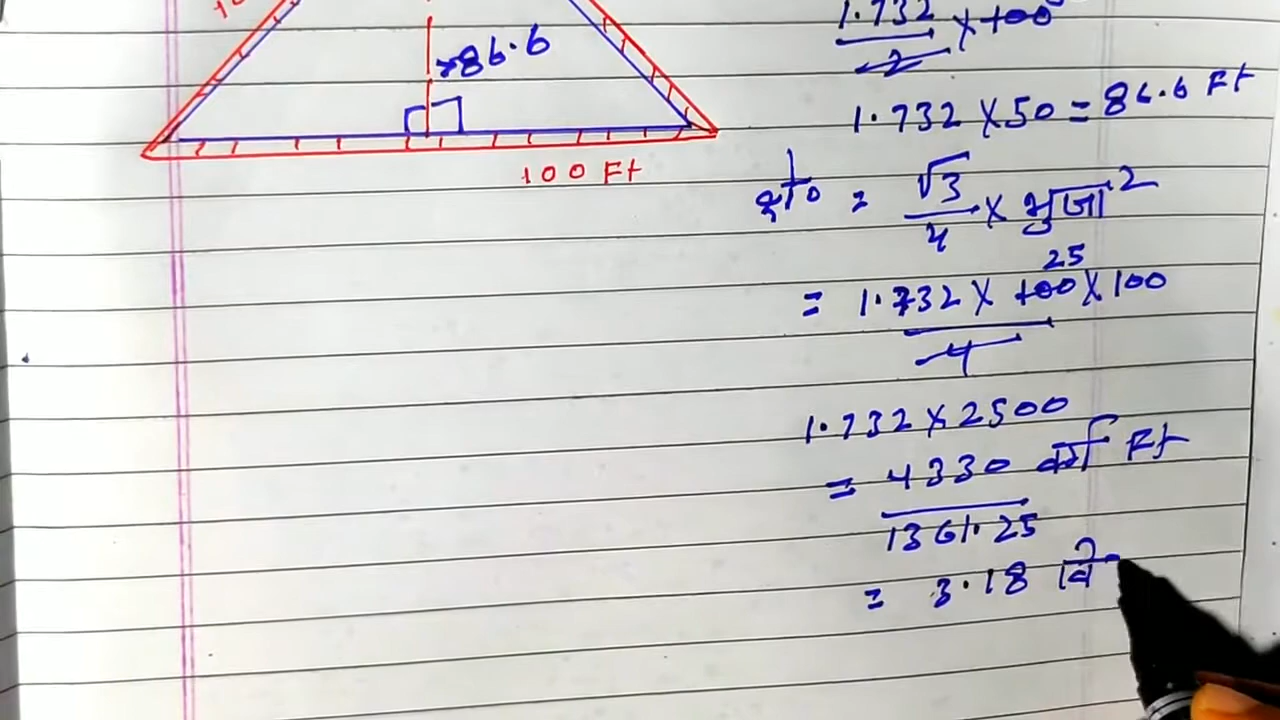 86.6
100 Ft
1.732 × 100
2
1.732 × 50 = 86.6 Ft
क्षे0 = √3/4 × भुजा²
25
= 1.732 × 100 × 100
4
1.732 × 2500
= 4330 वर्ग Ft
1361.25
= 3.18